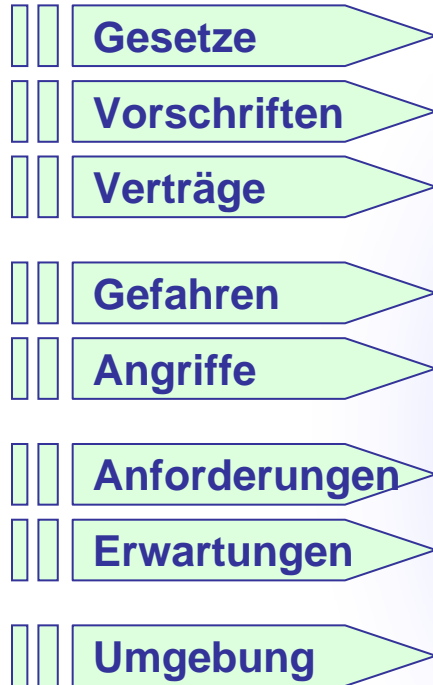 Gesetze
Vorschriften
Verträge
Gefahren
Angriffe
Anforderungen
Erwartungen
Umgebung